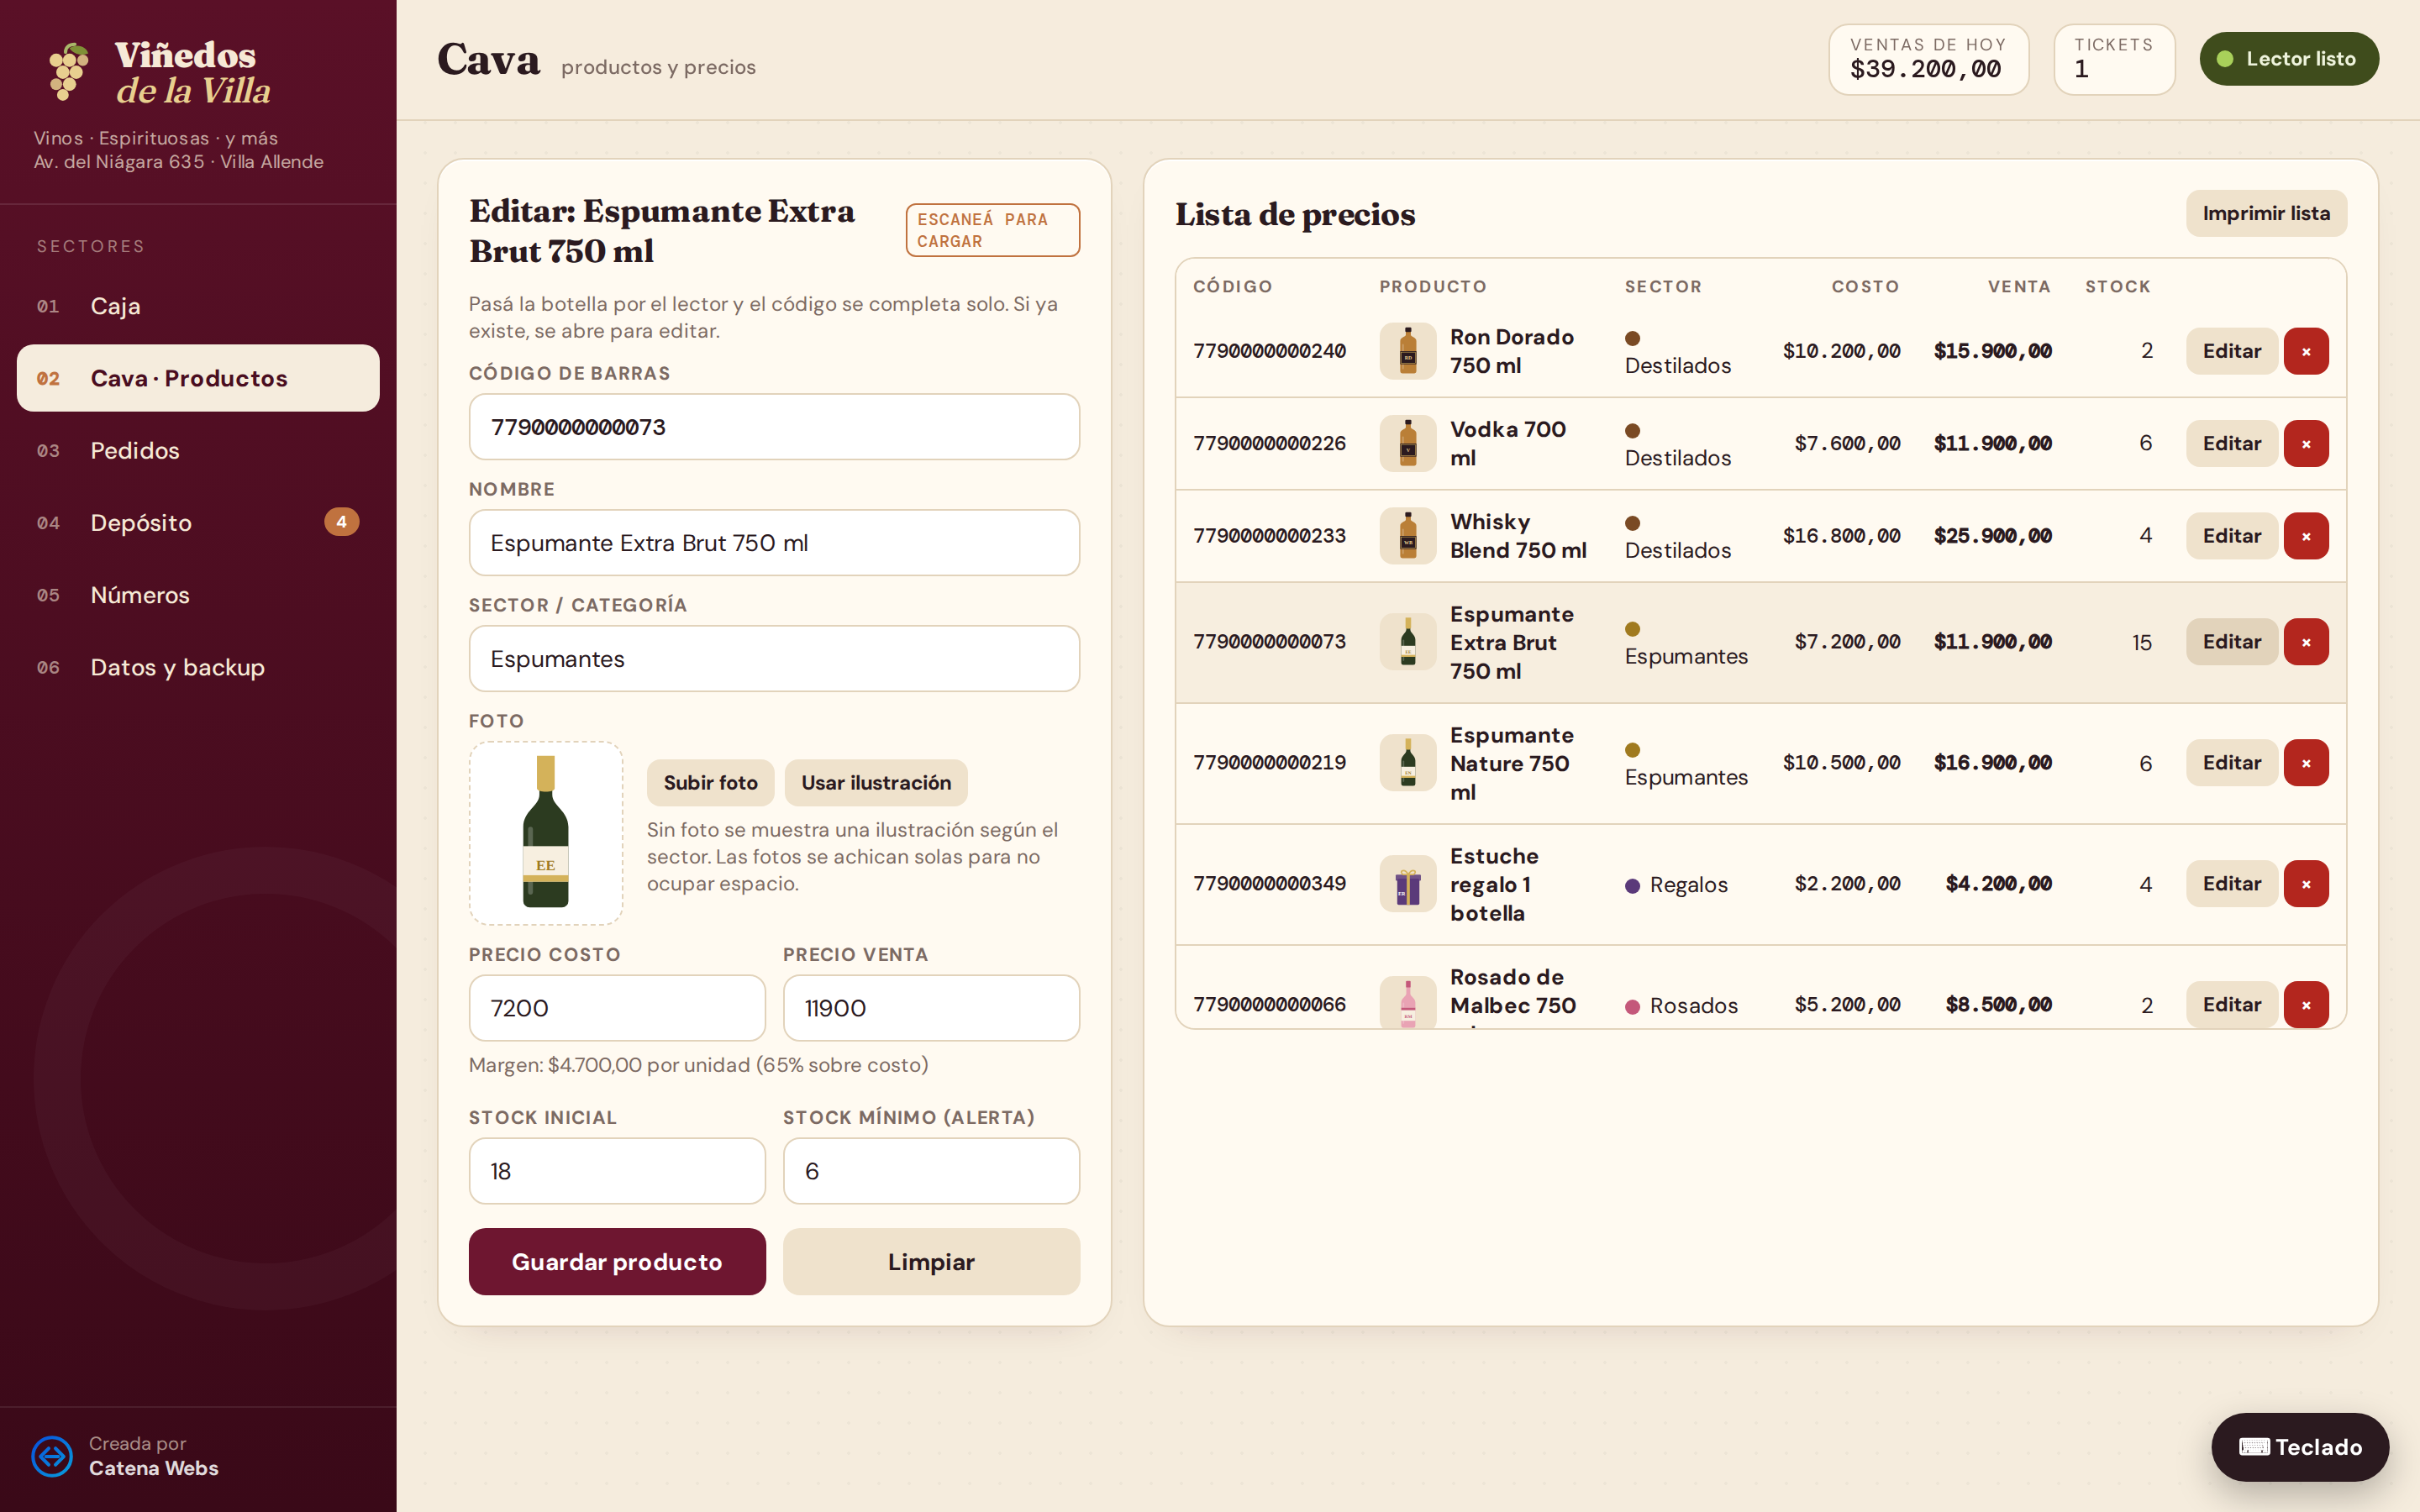 Viñedos
de la Villa
Vinos · Espirituosas · y más
Av. del Niágara 635 · Villa Allende
SECTORES
01 Caja
02 Cava · Productos
03 Pedidos
04 Depósito 4
05 Números
06 Datos y backup
Creada por
Catena Webs
Cava productos y precios
VENTAS DE HOY
$39.200,00
TICKETS
1
Lector listo
Editar: Espumante Extra
Brut 750 ml
ESCANEÁ PARA
CARGAR
Pasá la botella por el lector y el código se completa solo. Si ya
existe, se abre para editar.
CÓDIGO DE BARRAS
7790000000073
NOMBRE
Espumante Extra Brut 750 ml
SECTOR / CATEGORÍA
Espumantes
FOTO
EE
Subir foto Usar ilustración
Sin foto se muestra una ilustración según el
sector. Las fotos se achican solas para no
ocupar espacio.
PRECIO COSTO PRECIO VENTA
7200 11900
Margen: $4.700,00 por unidad (65% sobre costo)
STOCK INICIAL STOCK MÍNIMO (ALERTA)
18 6
Guardar producto Limpiar
Lista de precios
Imprimir lista
CÓDIGO PRODUCTO SECTOR COSTO VENTA STOCK
7790000000240 Ron Dorado
750 ml Destilados $10.200,00 $15.900,00 2 Editar ×
7790000000226 Vodka 700
ml Destilados $7.600,00 $11.900,00 6 Editar ×
7790000000233 Whisky
Blend 750 ml Destilados $16.800,00 $25.900,00 4 Editar ×
7790000000073 Espumante
Extra Brut
750 ml Espumantes $7.200,00 $11.900,00 15 Editar ×
7790000000219 Espumante
Nature 750
ml Espumantes $10.500,00 $16.900,00 6 Editar ×
7790000000349 Estuche
regalo 1
botella Regalos $2.200,00 $4.200,00 4 Editar ×
7790000000066 Rosado de
Malbec 750 Rosados $5.200,00 $8.500,00 2 Editar ×
Teclado